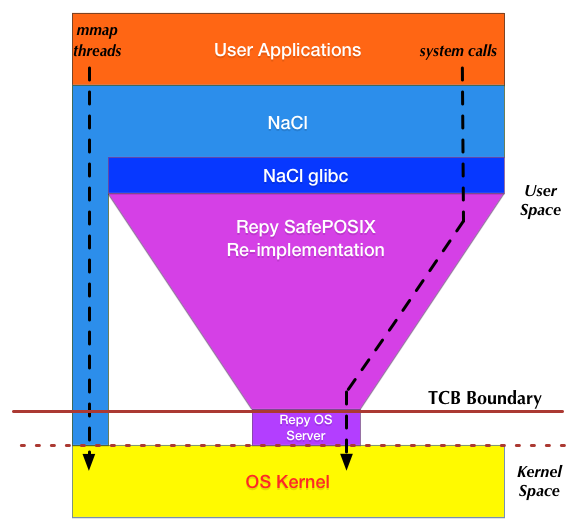 mmap
threads
User Applications
system calls
NaCl
NaCl glibc
User
Space
Repy SafePOSIX
Re-implementation
TCB Boundary
Repy OS
Server
Kernel
Space
OS Kernel